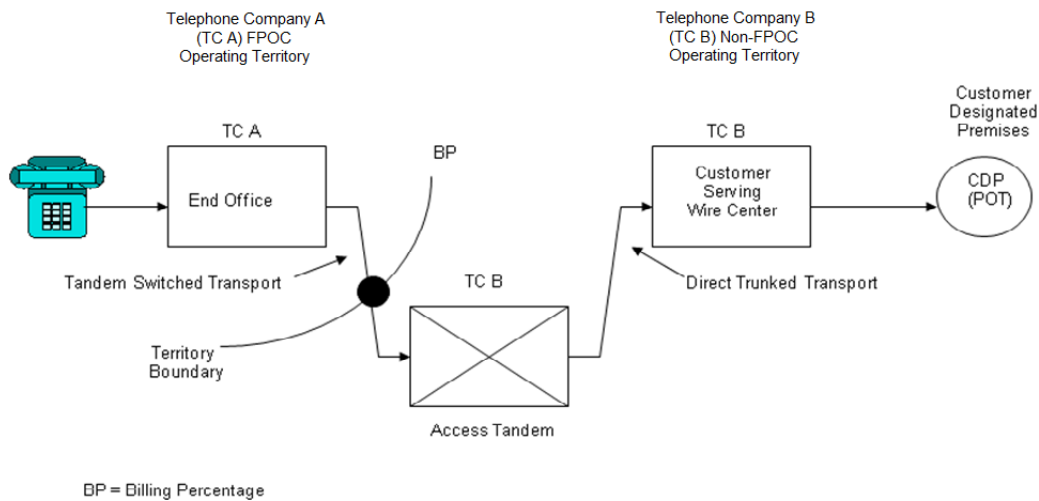 Telephone Company A
(TC A) FPOC
Operating Territory
Telephone Company B
(TC B) Non-FPOC
Operating Territory
Customer
Designated
Premises
TC A
BP
TC B
End Office
Customer
Serving
Wire Center
CDP
(POT)
Tandem Switched Transport
TC B
Direct Trunked Transport
Territory
Boundary
Access Tandem
BP = Billing Percentage